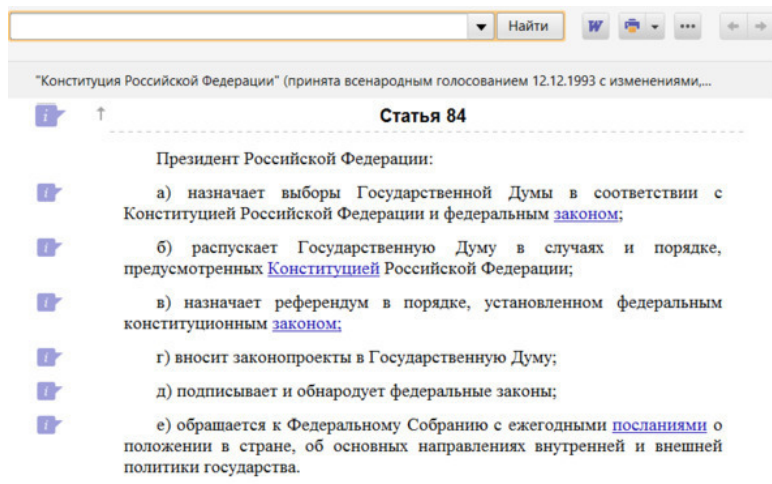 Найти
"Конституция Российской Федерации" (принята всенародным голосованием 12.12.1993 с изменениями,...
Статья 84
Президент Российской Федерации:
а) назначает выборы Государственной Думы в соответствии с
Конституцией Российской Федерации и федеральным законом;
б) распускает Государственную Думу в случаях и порядке,
предусмотренных Конституцией Российской Федерации;
в) назначает референдум в порядке, установленном федеральным
конституционным законом;
г) вносит законопроекты в Государственную Думу;
д) подписывает и обнародует федеральные законы;
е) обращается к Федеральному Собранию с ежегодными посланиями о
положении в стране, об основных направлениях внутренней и внешней
политики государства.